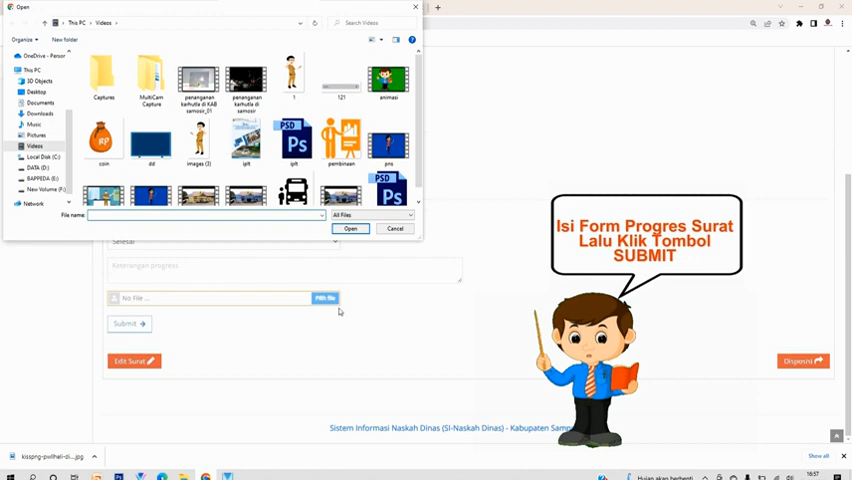 Open
This PC > Videos >
Search Videos
Organize
New folder
OneDrive - Person
This PC
3D Objects
Desktop
Documents
Downloads
Music
Pictures
Videos
Local Disk (C:)
DATA (D:)
BAPPEDA (E:)
New Volume (F:)
Network
Captures
MultiCam
Capture
penanganan
karhutla di KAB
samosir_01
penanganan
karhutla di
samosir
1
121
animasi
coin
dd
images (3)
iplt
iplt
pembinaan
pns
File name:
All Files
Open
Cancel
Selesai
Keterangan progress
No File ...
Pilih file
Submit
Edit Surat
Disposisi
Isi Form Progres Surat
Lalu Klik Tombol
SUBMIT
Sistem Informasi Naskah Dinas (SI-Naskah Dinas) - Kabupaten
kisspng-pwllheli-di...jpg
Show all
Hujan akan berhenti
16:57